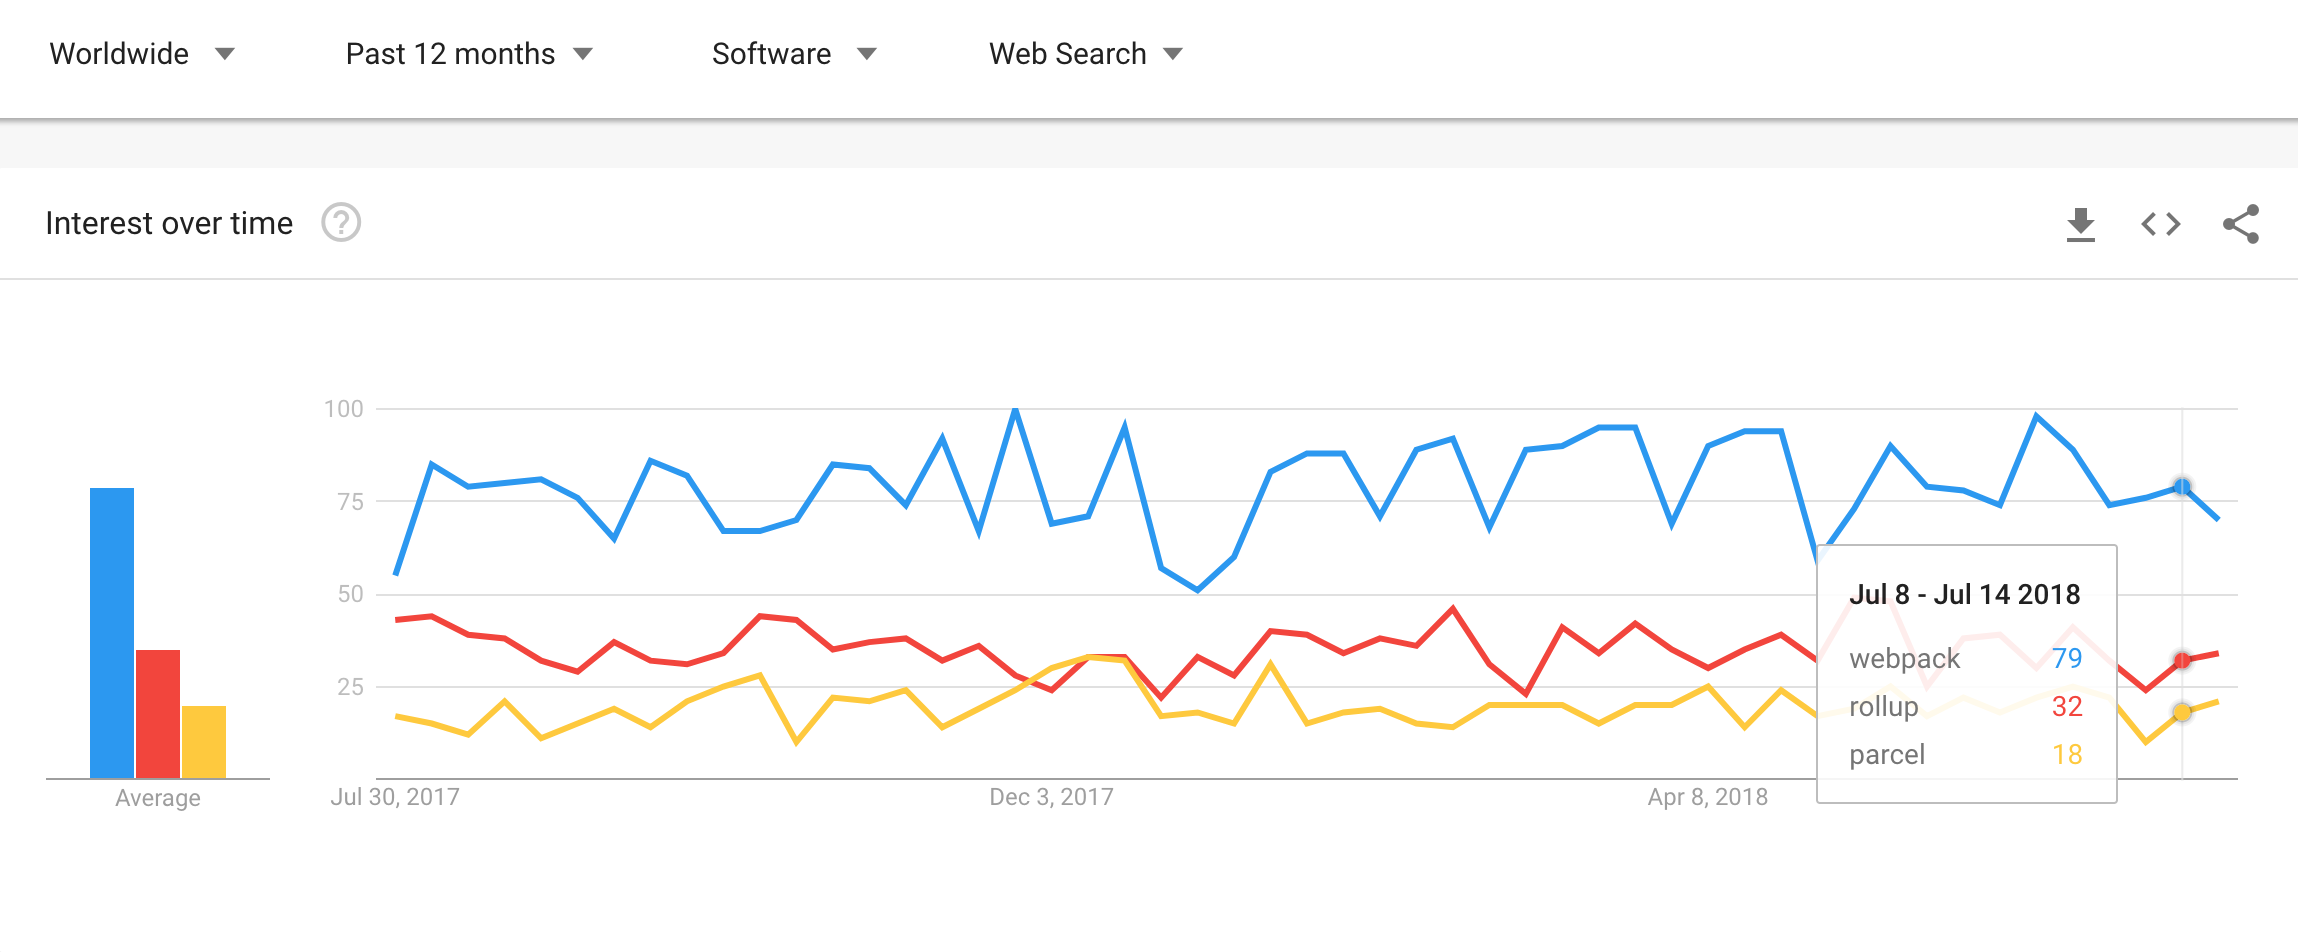 Worldwide Past 12 months Software Web Search
Interest over time ?
100
75
50
25
Average
Jul 30, 2017 Dec 3, 2017 Apr 8, 2018
Jul 8 - Jul 14 2018
webpack 79
rollup 32
parcel 18